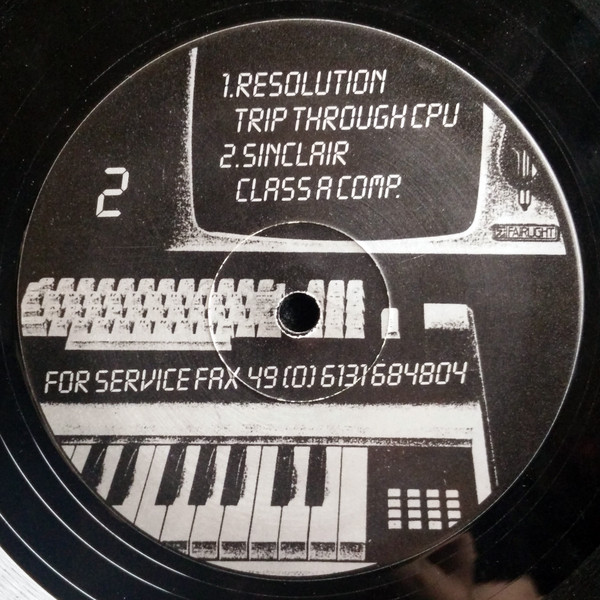 1.RESOLUTION
TRIP THROUGH CPU
2.SINCLAIR
CLASS A COMP.
2
FAIRLIGHT
FOR SERVICE FAX 49 (0) 6131 684804